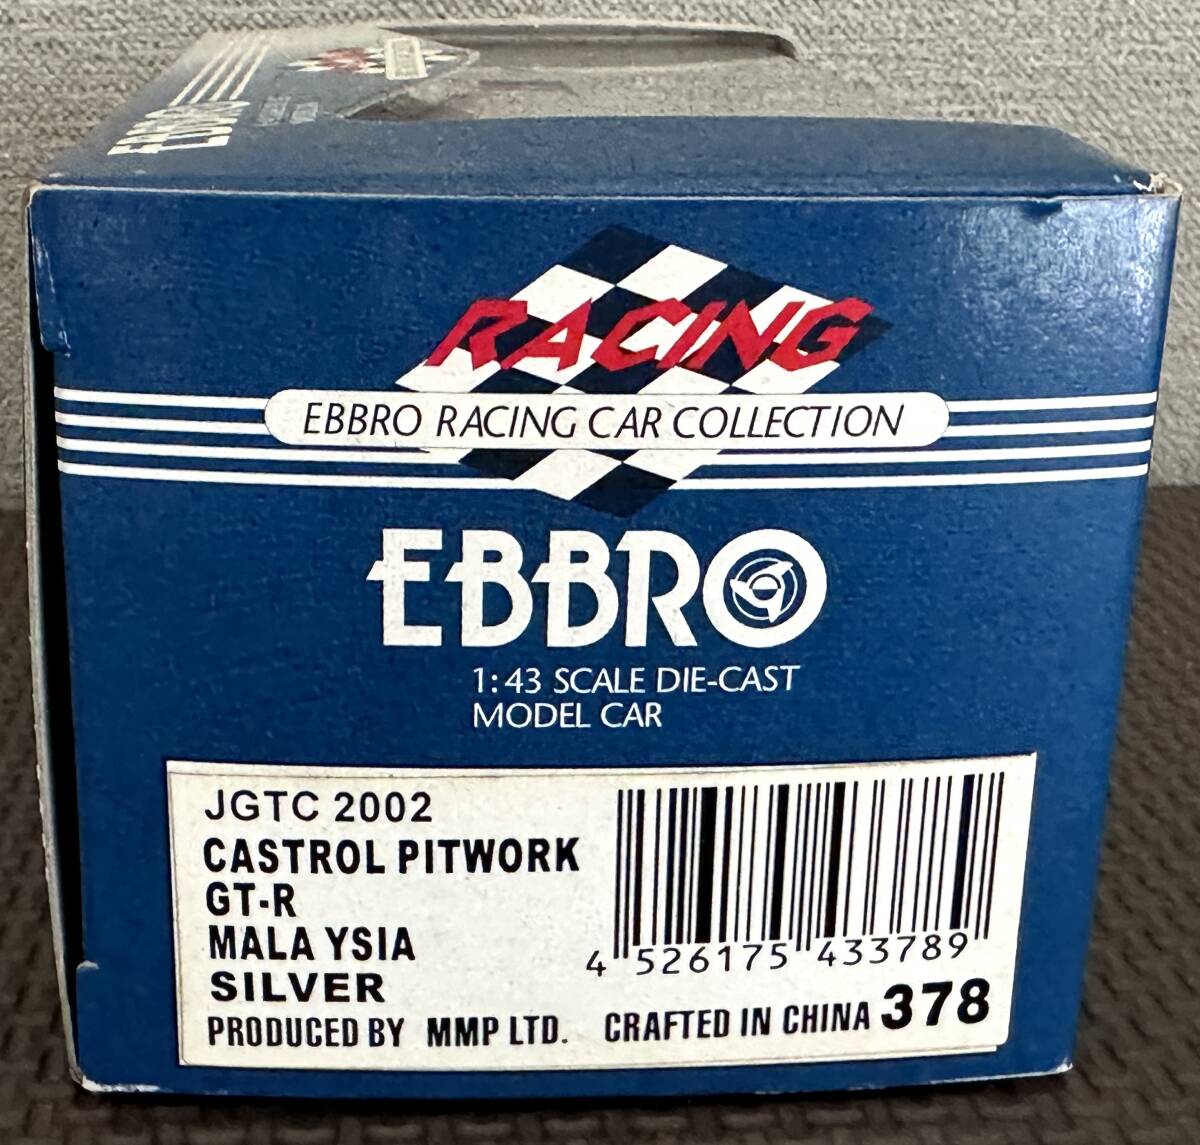 EBBRO
RACING
EBBRO RACING CAR COLLECTION
EBBRO
1:43 SCALE DIE-CAST
MODEL CAR
JGTC 2002
CASTROL PITWORK
GT-R
MALA YSIA
SILVER
4 526175 433789
PRODUCED BY MMP LTD. CRAFTED IN CHINA 378